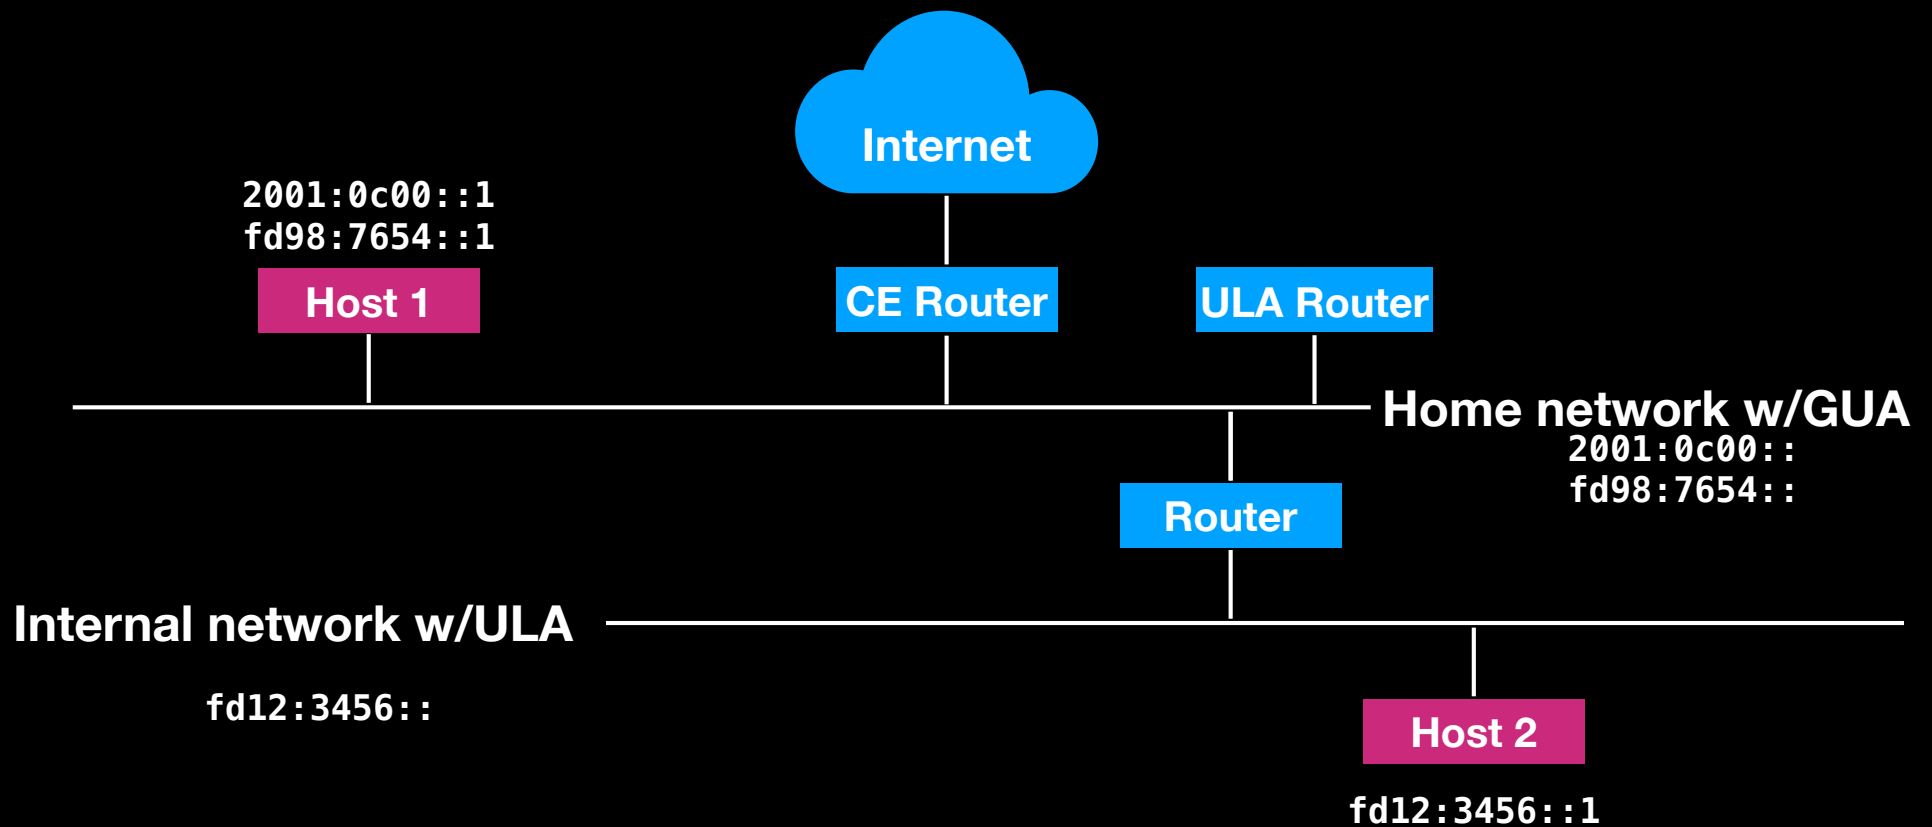 Internet
2001:0c00::1
fd98:7654::1
Host 1
CE Router
ULA Router
Home network w/GUA
2001:0c00::
fd98:7654::
Router
Internal network w/ULA
fd12:3456::
Host 2
fd12:3456::1